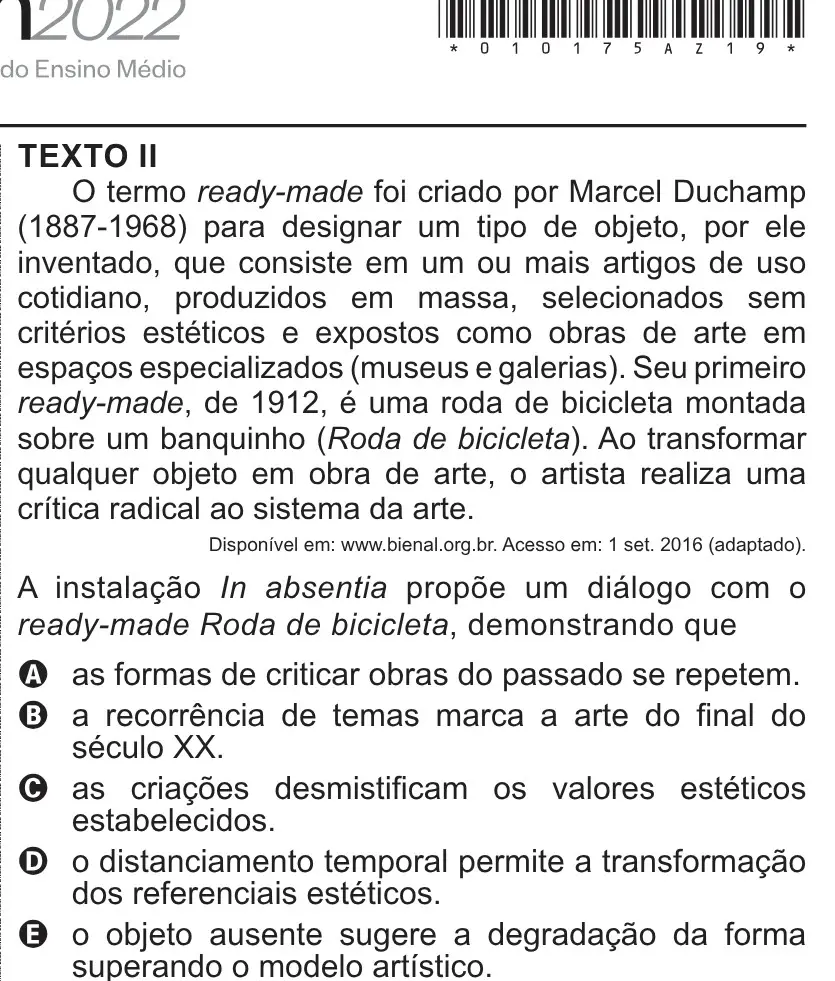 2022
do Ensino Médio
*010175AZ19*
TEXTO II
O termo ready-made foi criado por Marcel Duchamp
(1887-1968) para designar um tipo de objeto, por ele
inventado, que consiste em um ou mais artigos de uso
cotidiano, produzidos em massa, selecionados sem
critérios estéticos e expostos como obras de arte em
espaços especializados (museus e galerias). Seu primeiro
ready-made, de 1912, é uma roda de bicicleta montada
sobre um banquinho (Roda de bicicleta). Ao transformar
qualquer objeto em obra de arte, o artista realiza uma
crítica radical ao sistema da arte.
Disponível em: www.bienal.org.br. Acesso em: 1 set. 2016 (adaptado).
A instalação In absentia propõe um diálogo com o
ready-made Roda de bicicleta, demonstrando que
A as formas de criticar obras do passado se repetem.
B a recorrência de temas marca a arte do final do
século XX.
C as criações desmistificam os valores estéticos
estabelecidos.
D o distanciamento temporal permite a transformação
dos referenciais estéticos.
E o objeto ausente sugere a degradação da forma
superando o modelo artístico.